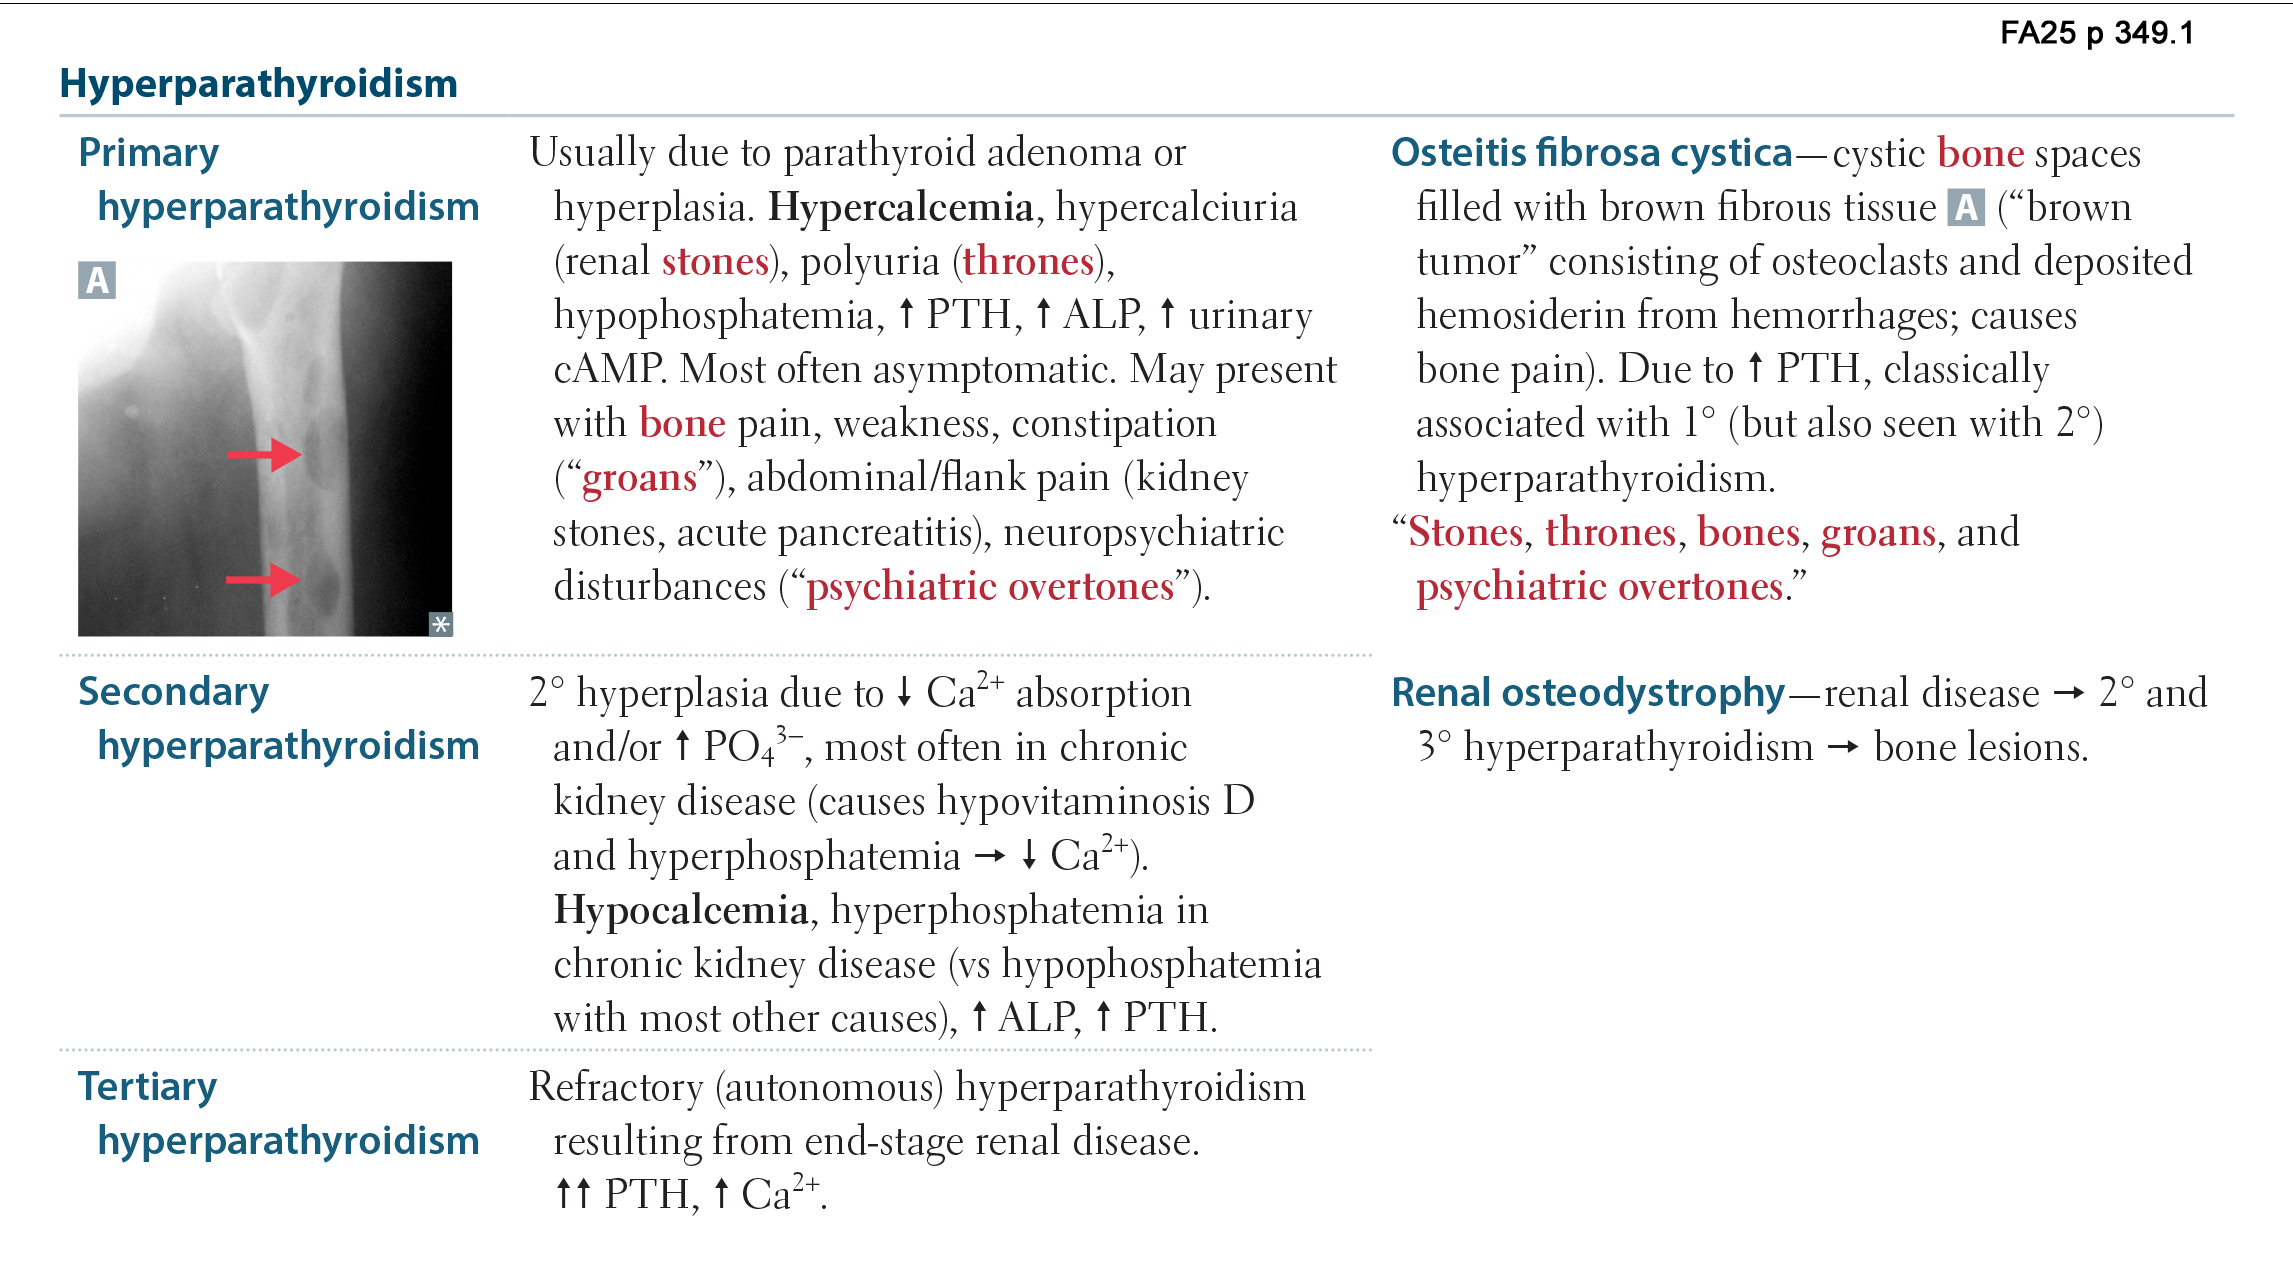 FA25 p 349.1
Hyperparathyroidism
Primary
hyperparathyroidism
A
*
Usually due to parathyroid adenoma or
hyperplasia. Hypercalcemia, hypercalciuria
(renal stones), polyuria (thrones),
hypophosphatemia, ↑ PTH, ↑ ALP, ↑ urinary
cAMP. Most often asymptomatic. May present
with bone pain, weakness, constipation
(“groans”), abdominal/flank pain (kidney
stones, acute pancreatitis), neuropsychiatric
disturbances (“psychiatric overtones”).
Osteitis fibrosa cystica—cystic bone spaces
filled with brown fibrous tissue A (“brown
tumor” consisting of osteoclasts and deposited
hemosiderin from hemorrhages; causes
bone pain). Due to ↑ PTH, classically
associated with 1° (but also seen with 2°)
hyperparathyroidism.
“Stones, thrones, bones, groans, and
psychiatric overtones.”
Secondary
hyperparathyroidism
2° hyperplasia due to ↓ Ca²⁺ absorption
and/or ↑ PO₄³⁻, most often in chronic
kidney disease (causes hypovitaminosis D
and hyperphosphatemia → ↓ Ca²⁺).
Hypocalcemia, hyperphosphatemia in
chronic kidney disease (vs hypophosphatemia
with most other causes), ↑ ALP, ↑ PTH.
Renal osteodystrophy—renal disease → 2° and
3° hyperparathyroidism → bone lesions.
Tertiary
hyperparathyroidism
Refractory (autonomous) hyperparathyroidism
resulting from end-stage renal disease.
↑↑ PTH, ↑ Ca²⁺.